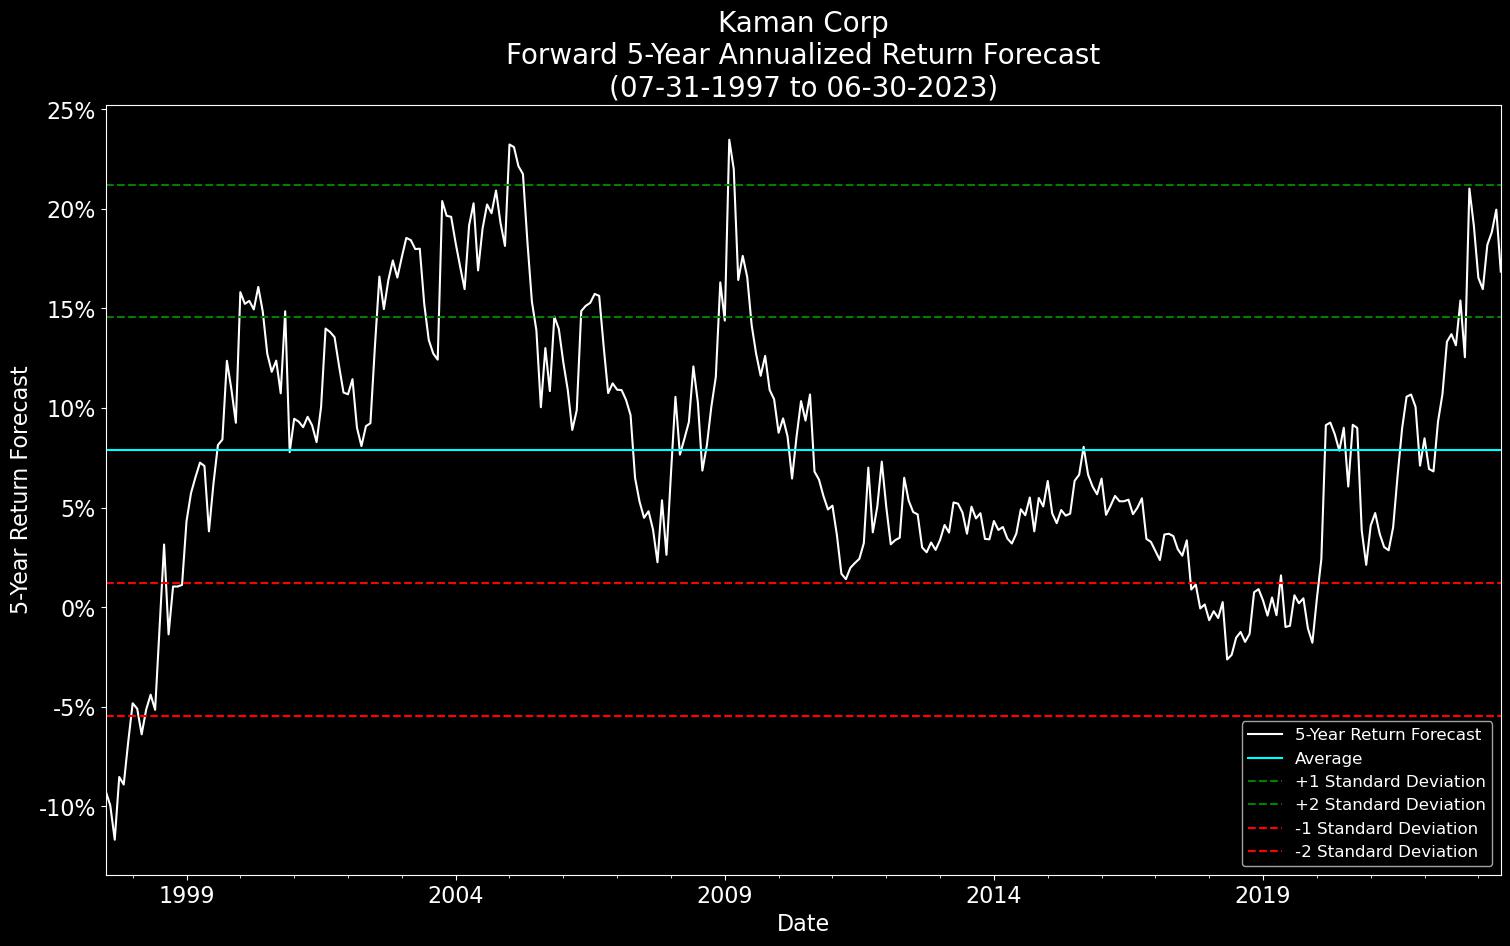 Kaman Corp
Forward 5-Year Annualized Return Forecast
(07-31-1997 to 06-30-2023)
25%
20%
15%
10%
5%
0%
-5%
-10%
5-Year Return Forecast
5-Year Return Forecast
Average
+1 Standard Deviation
+2 Standard Deviation
-1 Standard Deviation
-2 Standard Deviation
1999 2004 2009 2014 2019
Date